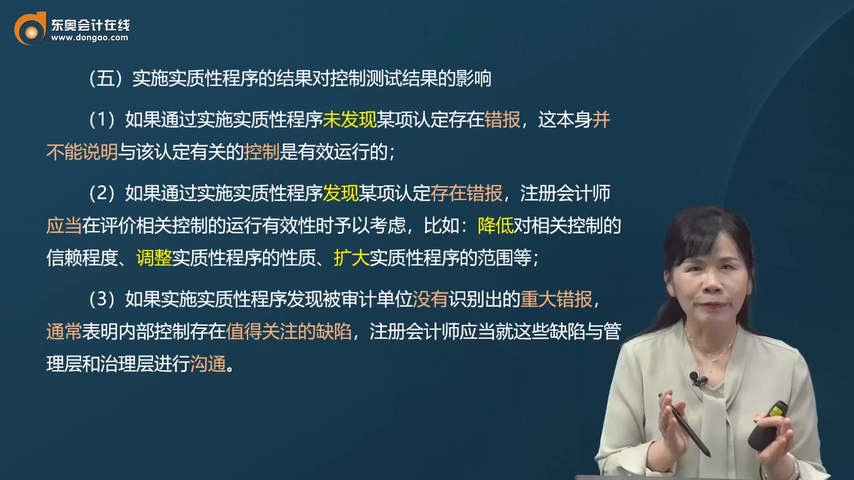 东奥会计在线
www.dongao.com
（五）实施实质性程序的结果对控制测试结果的影响
（1）如果通过实施实质性程序未发现某项认定存在错报，这本身并
不能说明与该认定有关的控制是有效运行的；
（2）如果通过实施实质性程序发现某项认定存在错报，注册会计师
应当在评价相关控制的运行有效性时予以考虑，比如：降低对相关控制的
信赖程度、调整实质性程序的性质、扩大实质性程序的范围等；
（3）如果实施实质性程序发现被审计单位没有识别出的重大错报，
通常表明内部控制存在值得关注的缺陷，注册会计师应当就这些缺陷与管
理层和治理层进行沟通。